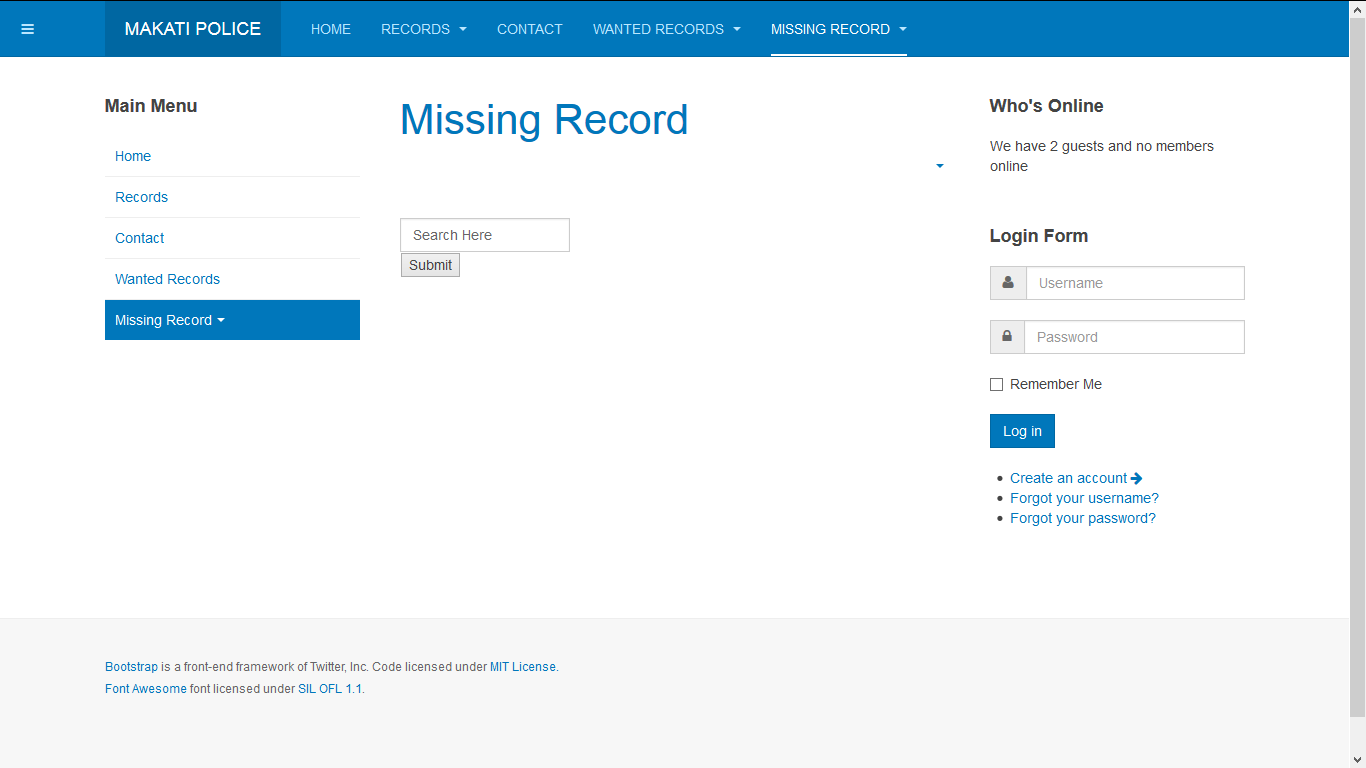 MAKATI POLICE
HOME
RECORDS
CONTACT
WANTED RECORDS
MISSING RECORD
Main Menu
Home
Records
Contact
Wanted Records
Missing Record
Missing Record
Search Here
Submit
Who's Online
We have 2 guests and no members
online
Login Form
Username
Password
Remember Me
Log in
Create an account
Forgot your username?
Forgot your password?
Bootstrap is a front-end framework of Twitter, Inc. Code licensed under MIT License.
Font Awesome font licensed under SIL OFL 1.1.